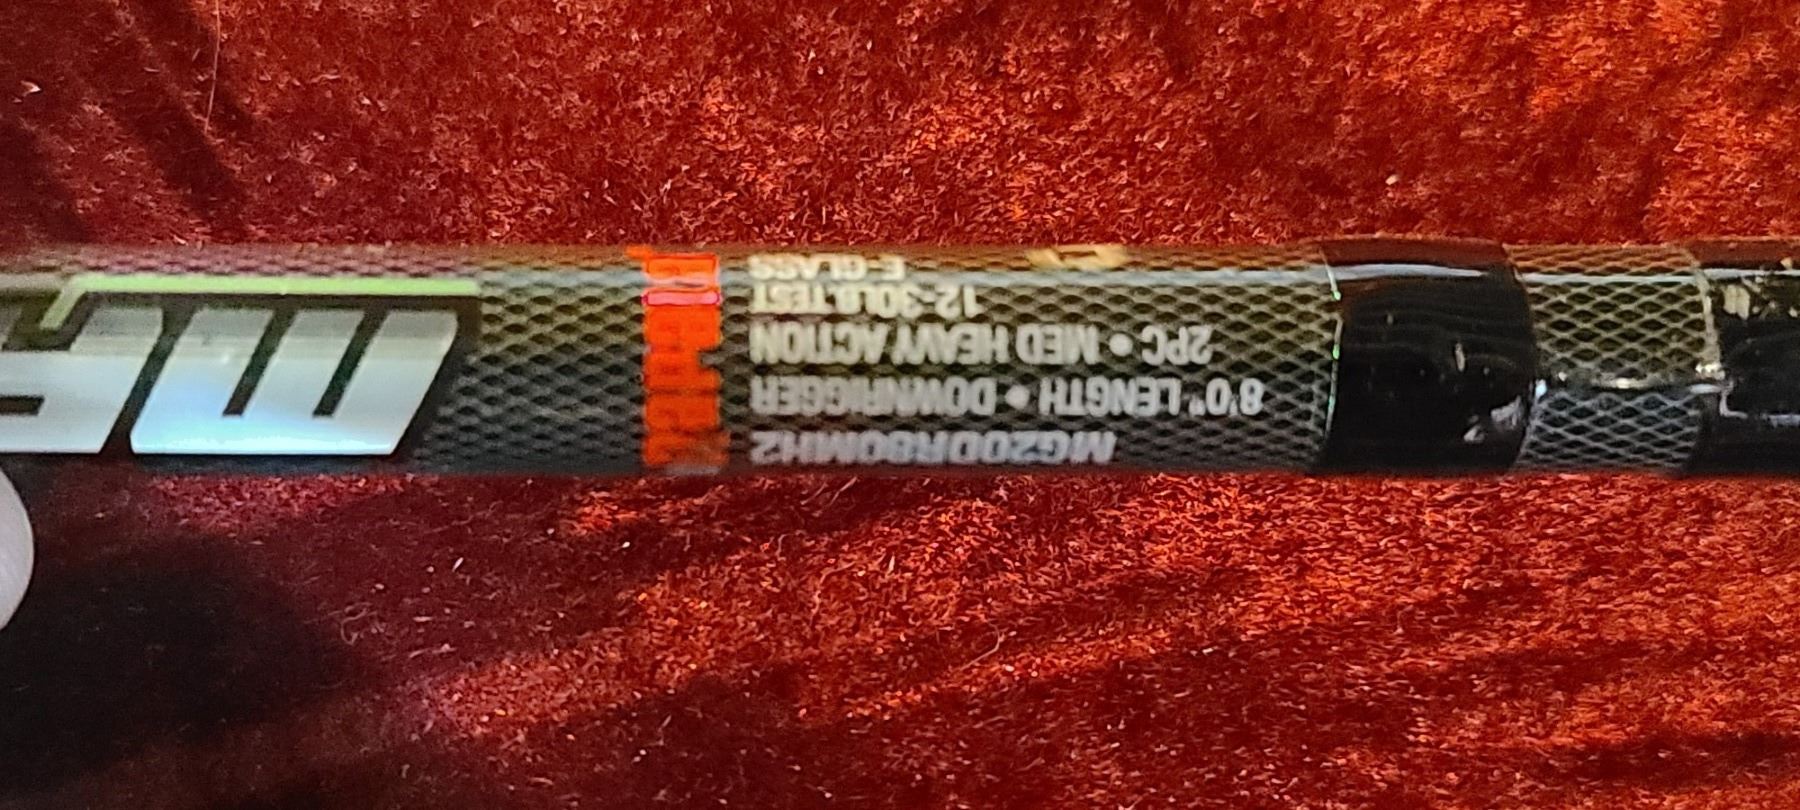 MG20DR80MH2
8'0" LENGTH • DOWNRIGGER
2PC • MED HEAVY ACTION
12-30LB.TEST
E-GLASS